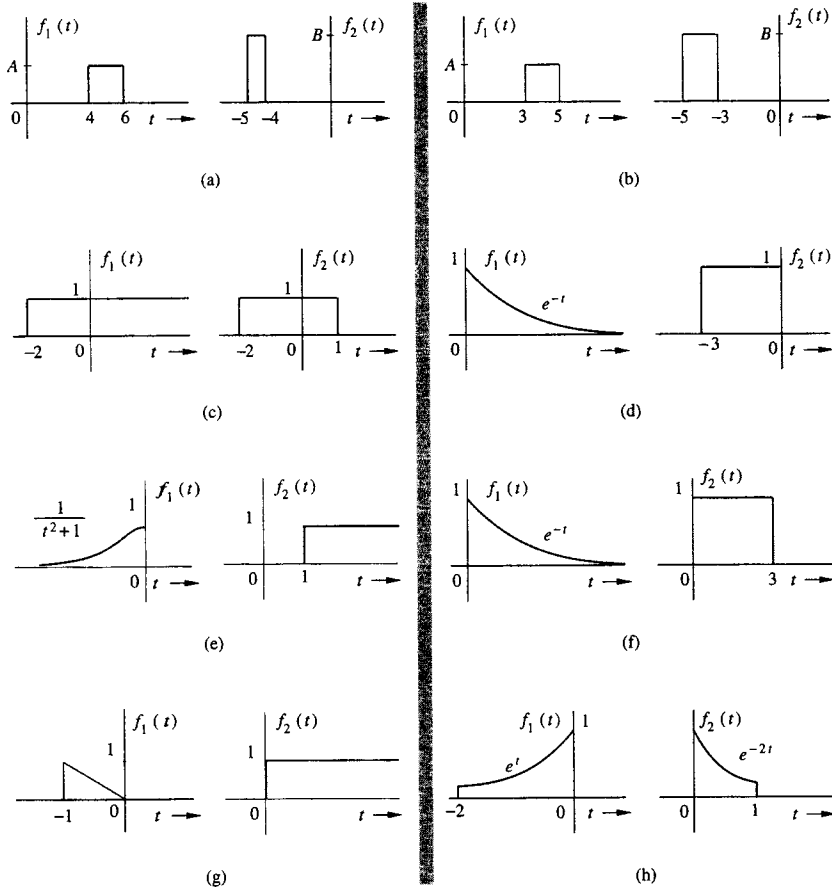 f₁(t) A 0 4 6 t
B f₂(t) −5 −4 0 t
(a)
f₁(t) A 0 3 5 t
B f₂(t) −5 −3 0 t
(b)
f₁(t) 1 −2 0 t
f₂(t) 1 −2 0 1 t
(c)
1 f₁(t) e⁻ᵗ 0
1 f₂(t) −3 0 t
(d)
1/(t²+1) 1 f₁(t) 0 t
f₂(t) 1 0 1 t
(e)
1 f₁(t) e⁻ᵗ 0
1 f₂(t) 0 3 t
(f)
f₁(t) 1 −1 0 t
f₂(t) 1 0 t
(g)
f₁(t) 1 eᵗ −2 0 t
f₂(t) e⁻²ᵗ 0 1 t
(h)